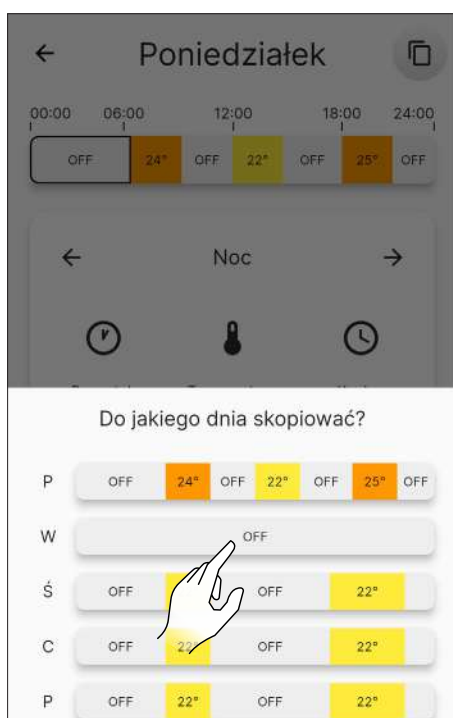 Poniedziałek
00:00 06:00 12:00 18:00 24:00
OFF 24° OFF 22° OFF 25° OFF
Noc
Do jakiego dnia skopiować?
P OFF 24° OFF 22° OFF 25° OFF
W OFF
Ś OFF OFF 22°
C OFF 22° OFF 22°
P OFF 22° OFF 22°